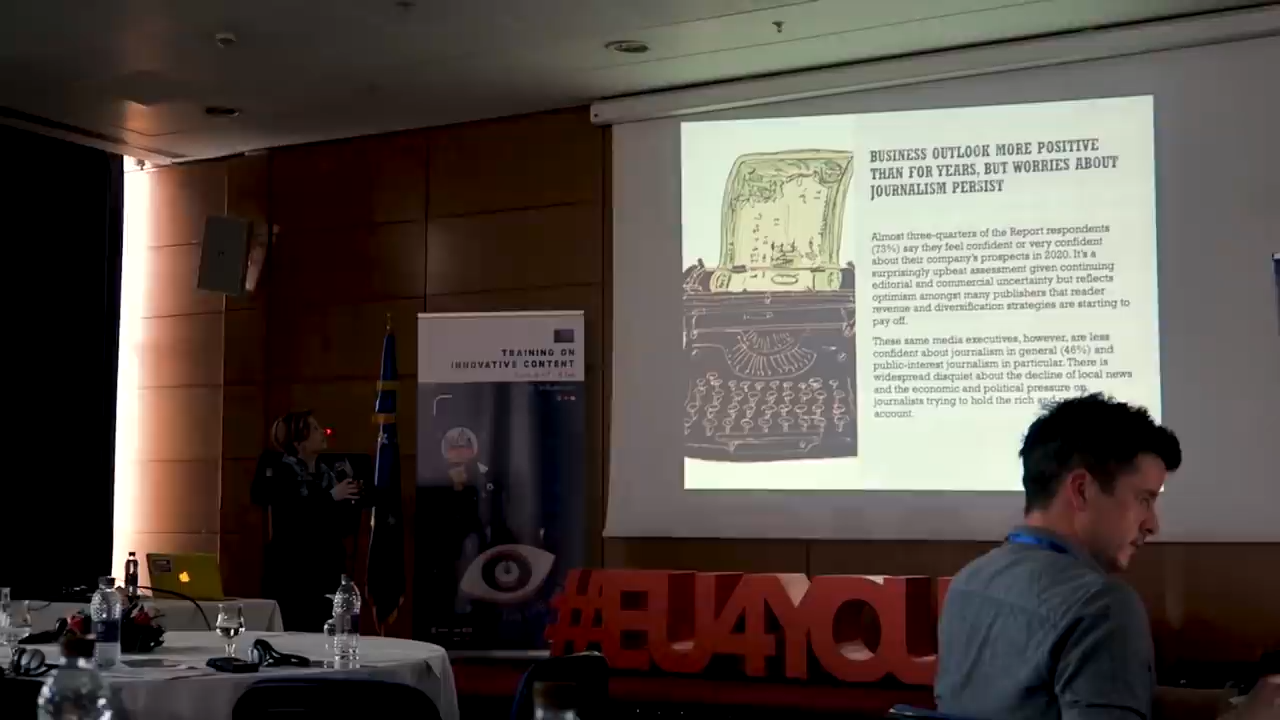 BUSINESS OUTLOOK MORE POSITIVE
THAN FOR YEARS, BUT WORRIES ABOUT
JOURNALISM PERSIST
Almost three-quarters of the Report respondents
(73%) say they feel confident or very confident
about their company's prospects in 2020. It's a
surprisingly upbeat assessment given continuing
editorial and commercial uncertainty but reflects
optimism amongst many publishers that reader
revenue and diversification strategies are starting to
pay off.
These same media executives, however, are less
confident about journalism in general (46%) and
public-interest journalism in particular. There is
widespread disquiet about the decline of local news
and the economic and political pressure on
journalists trying to hold the rich and
account.
TRAINING ON
INNOVATIVE CONTENT
#EU4YOU